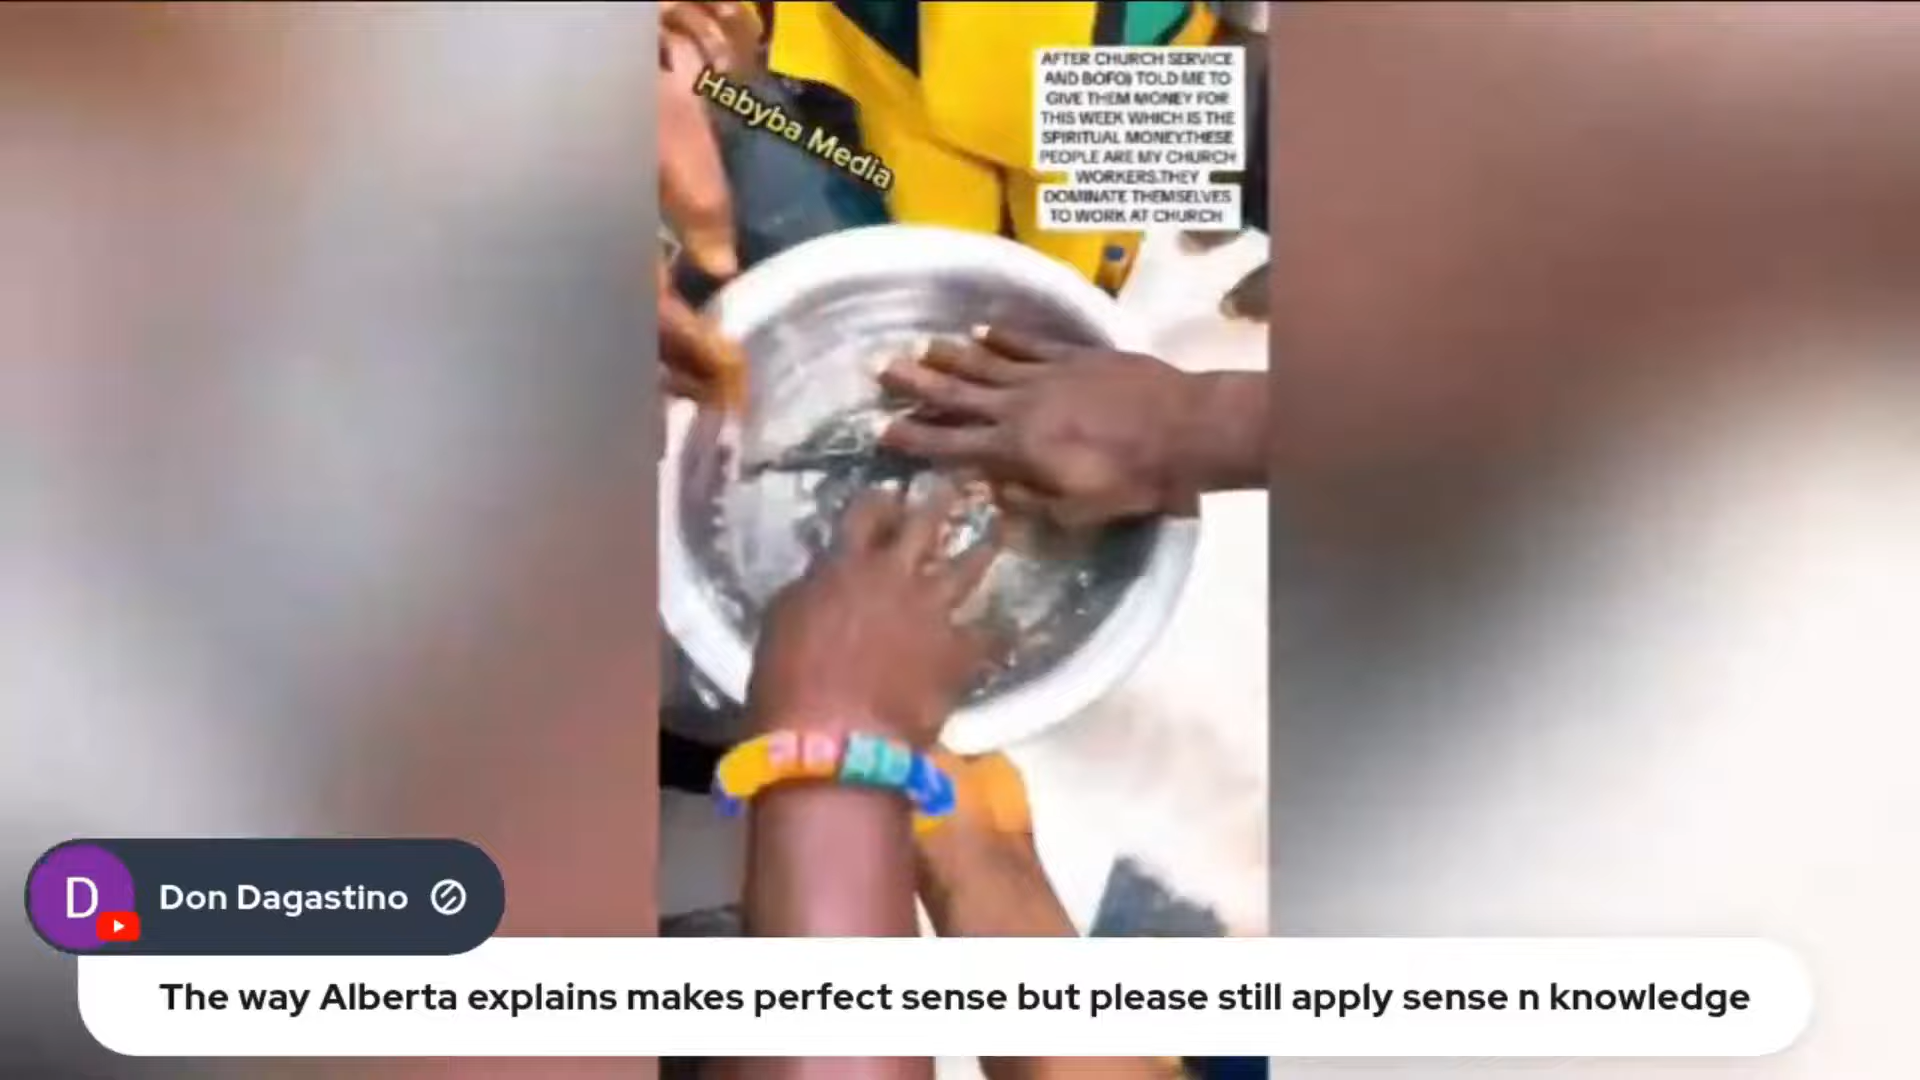 Habyba Media
AFTER CHURCH SERVICE
AND BOFOJ TOLD ME TO
GIVE THEM MONEY FOR
THIS WEEK WHICH IS THE
SPIRITUAL MONEY.THESE
PEOPLE ARE MY CHURCH
WORKERS.THEY
DOMINATE THEMSELVES
TO WORK AT CHURCH
D
Don Dagastino
The way Alberta explains makes perfect sense but please still apply sense n knowledge